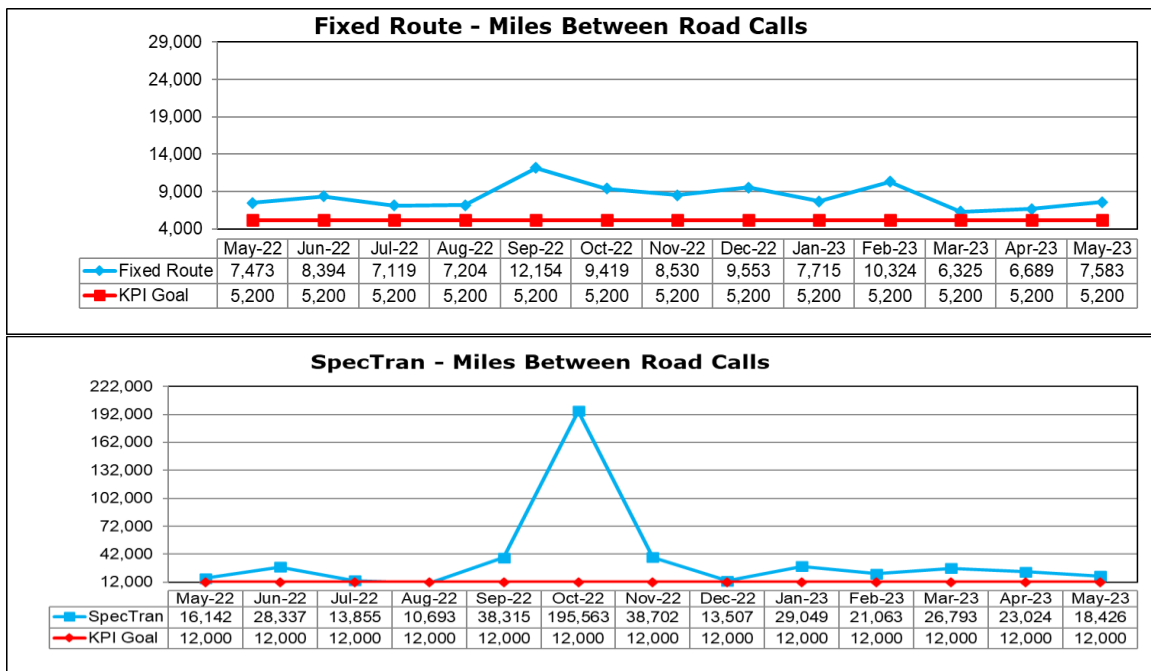 Fixed Route - Miles Between Road Calls
29,000
24,000
19,000
14,000
9,000
4,000
May-22 Jun-22 Jul-22 Aug-22 Sep-22 Oct-22 Nov-22 Dec-22 Jan-23 Feb-23 Mar-23 Apr-23 May-23
Fixed Route 7,473 8,394 7,119 7,204 12,154 9,419 8,530 9,553 7,715 10,324 6,325 6,689 7,583
KPI Goal 5,200 5,200 5,200 5,200 5,200 5,200 5,200 5,200 5,200 5,200 5,200 5,200 5,200
SpecTran - Miles Between Road Calls
222,000
192,000
162,000
132,000
102,000
72,000
42,000
12,000
May-22 Jun-22 Jul-22 Aug-22 Sep-22 Oct-22 Nov-22 Dec-22 Jan-23 Feb-23 Mar-23 Apr-23 May-23
SpecTran 16,142 28,337 13,855 10,693 38,315 195,563 38,702 13,507 29,049 21,063 26,793 23,024 18,426
KPI Goal 12,000 12,000 12,000 12,000 12,000 12,000 12,000 12,000 12,000 12,000 12,000 12,000 12,000